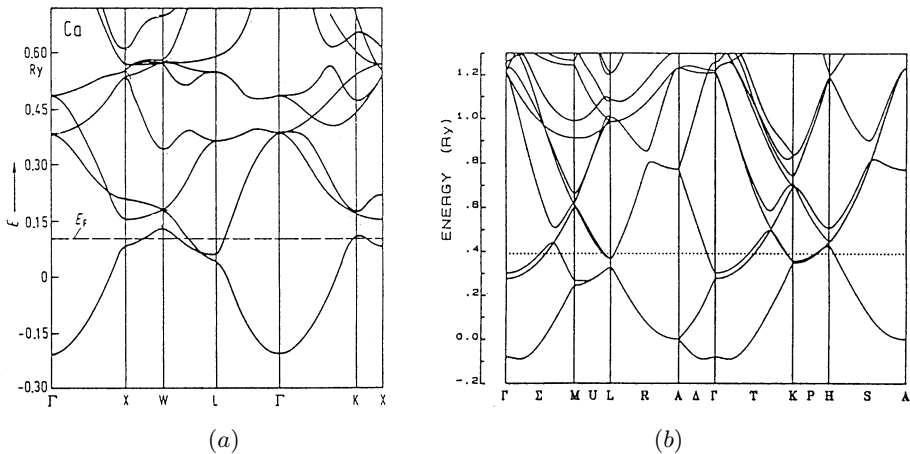 Ca
0.60
Ry
0.45
0.30
E
E_F
0.15
0
-0.15
-0.30
Γ X W L Γ K X
(a)
ENERGY (Ry)
1.2
1.0
.8
.6
.4
.2
0.0
-.2
Γ Σ M U L R A Δ Γ T K P H S A
(b)